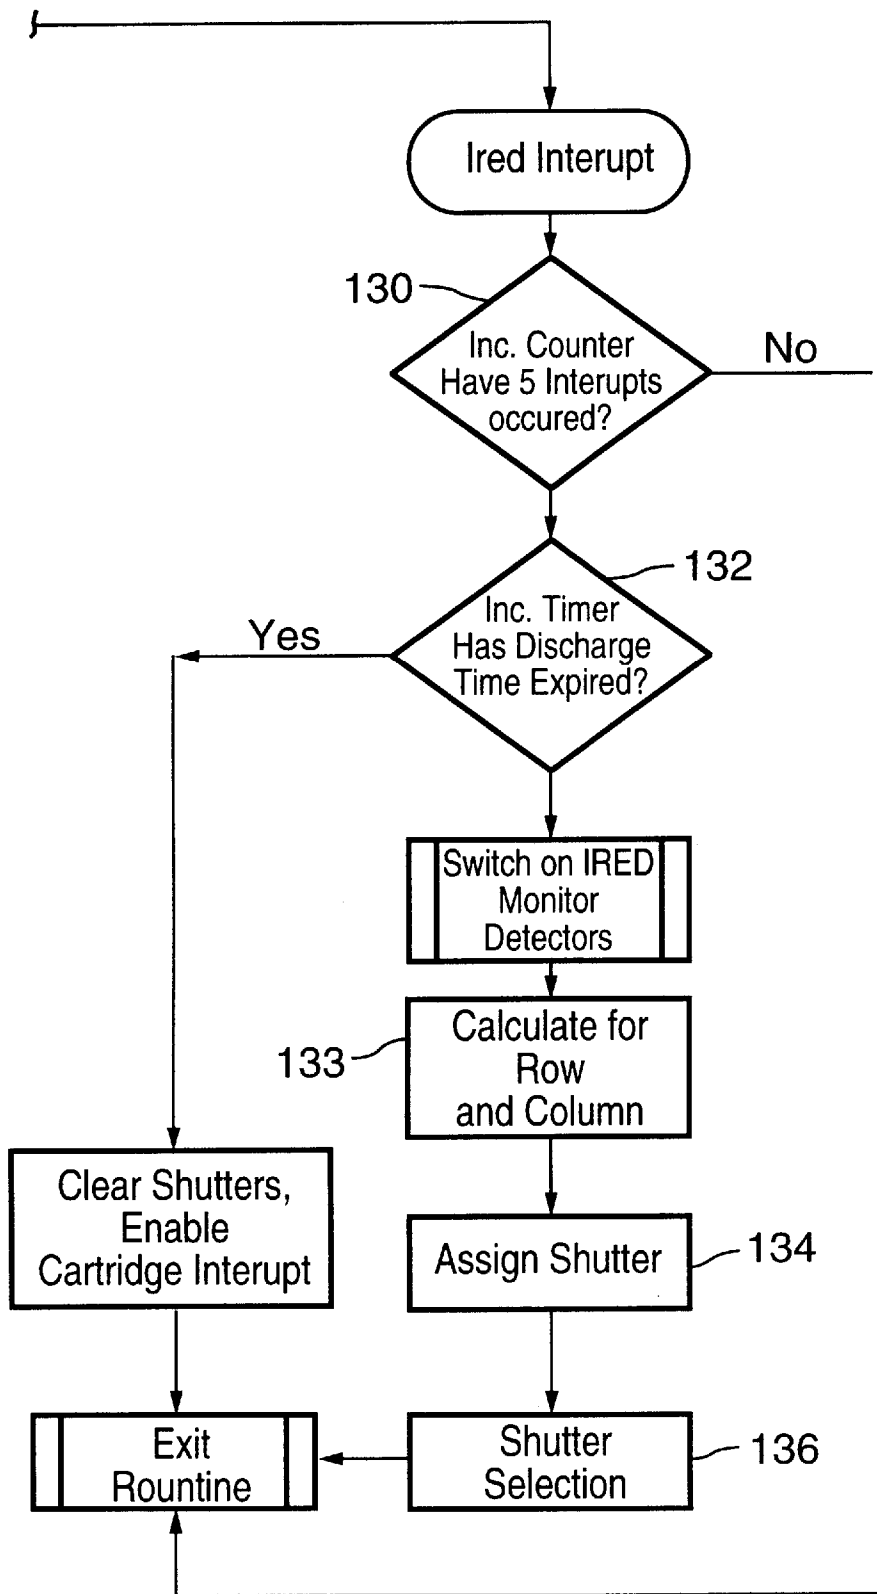 Ired Interupt
130
Inc. Counter
Have 5 Interupts
occured?
No
132
Inc. Timer
Has Discharge
Time Expired?
Yes
Switch on IRED
Monitor
Detectors
133
Calculate for
Row
and Column
Clear Shutters,
Enable
Cartridge Interupt
Assign Shutter
134
Exit
Rountine
Shutter
Selection
136